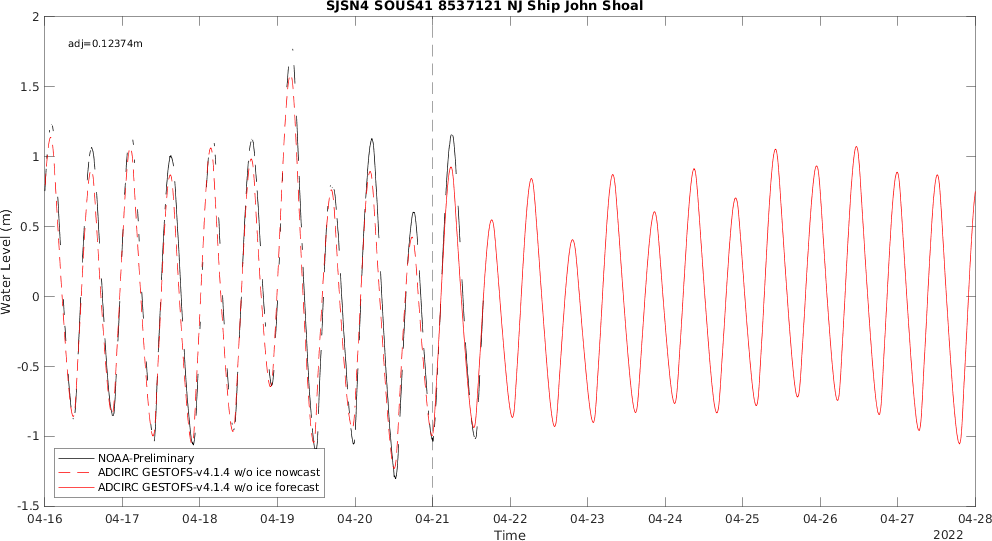 SJSN4 SOUS41 8537121 NJ Ship John Shoal
adj=0.12374m
Water Level (m)
2
1.5
1
0.5
0
-0.5
-1
-1.5
NOAA-Preliminary
ADCIRC GESTOFS-v4.1.4 w/o ice nowcast
ADCIRC GESTOFS-v4.1.4 w/o ice forecast
04-16 04-17 04-18 04-19 04-20 04-21 04-22 04-23 04-24 04-25 04-26 04-27 04-28
Time
2022